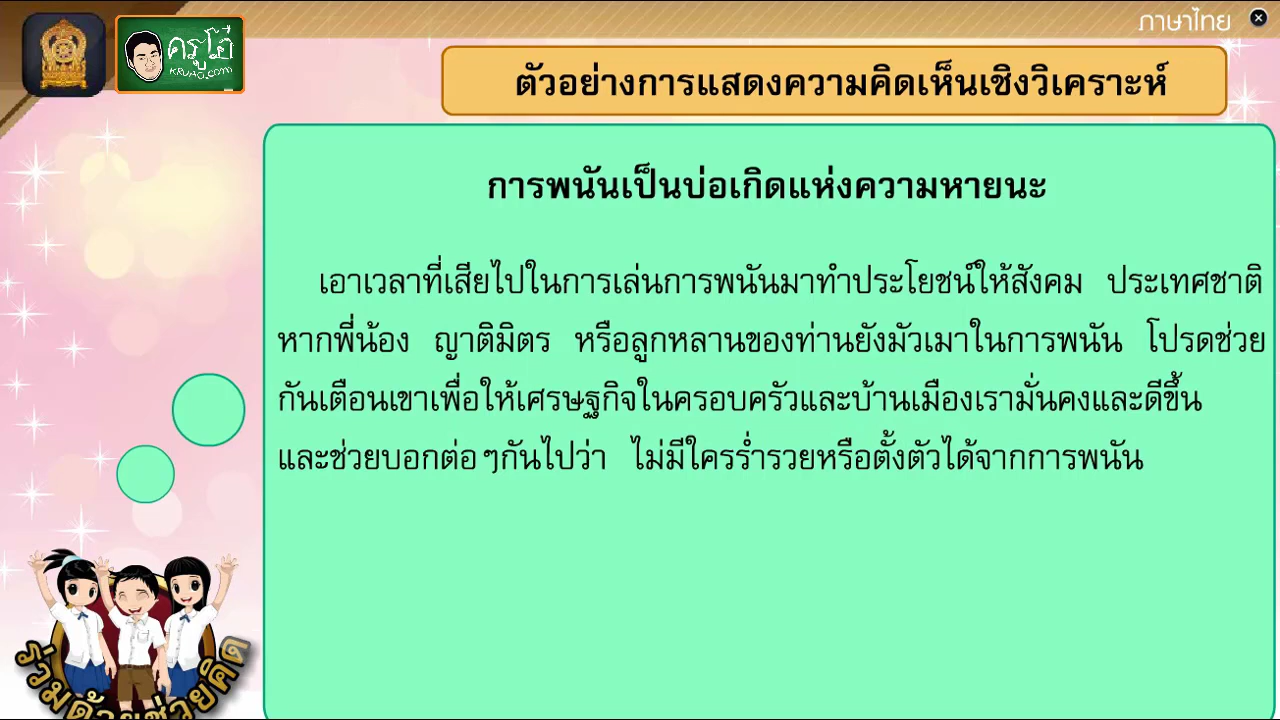 ภาษาไทย
ครูโอ๋
KRUAO.com
ตัวอย่างการแสดงความคิดเห็นเชิงวิเคราะห์
การพนันเป็นบ่อเกิดแห่งความหายนะ
เอาเวลาที่เสียไปในการเล่นการพนันมาทำประโยชน์ให้สังคม ประเทศชาติ
หากพี่น้อง ญาติมิตร หรือลูกหลานของท่านยังมัวเมาในการพนัน โปรดช่วย
กันเตือนเขาเพื่อให้เศรษฐกิจในครอบครัวและบ้านเมืองเรามั่นคงและดีขึ้น
และช่วยบอกต่อๆกันไปว่า ไม่มีใครร่ำรวยหรือตั้งตัวได้จากการพนัน
ร่วมด้วยช่วยคิด